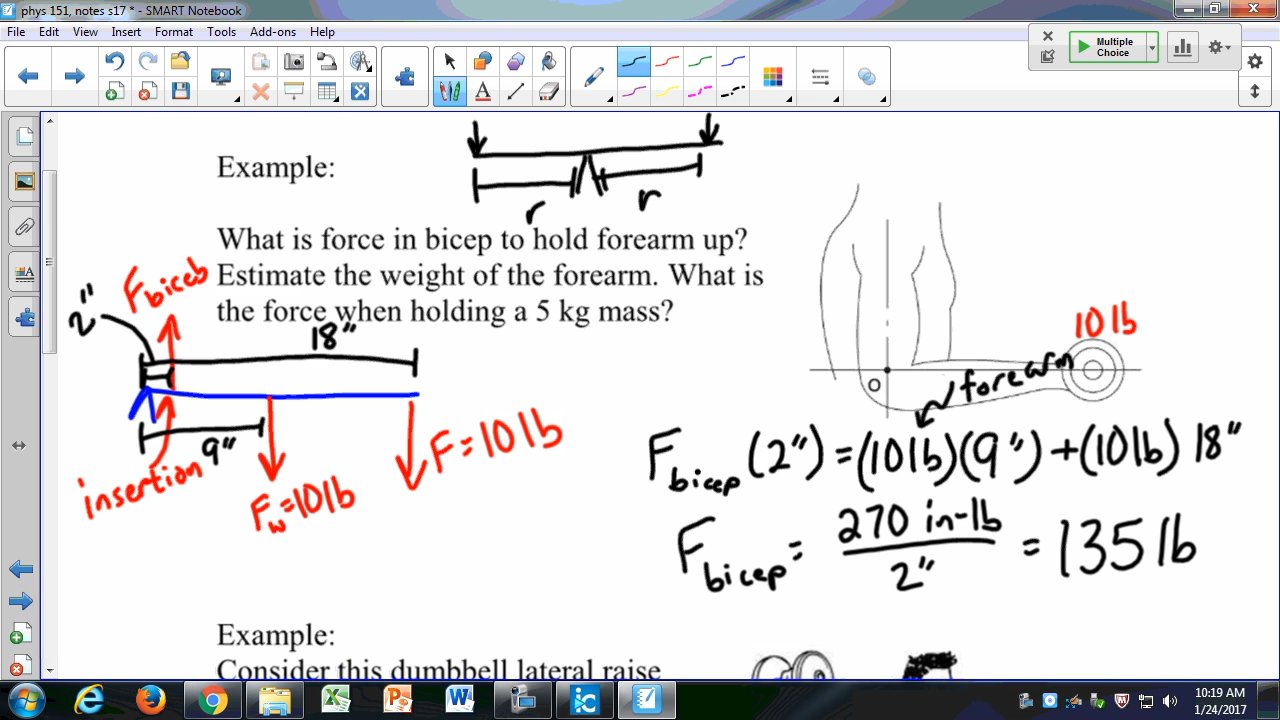 phys 151, notes s17 * - SMART Notebook
File Edit View Insert Format Tools Add-ons Help
Multiple
Choice
Example:
r
r
What is force in bicep to hold forearm up?
Estimate the weight of the forearm. What is
the force when holding a 5 kg mass?
Fbiceb
2"
18"
9"
insertion
Fw=10lb
F=10lb
10lb
O
forearm
Fbicep (2") = (10lb)(9") + (10lb) 18"
Fbicep = 270 in-lb / 2" = 135 lb
Example:
Consider this dumbbell lateral raise
10:19 AM
1/24/2017